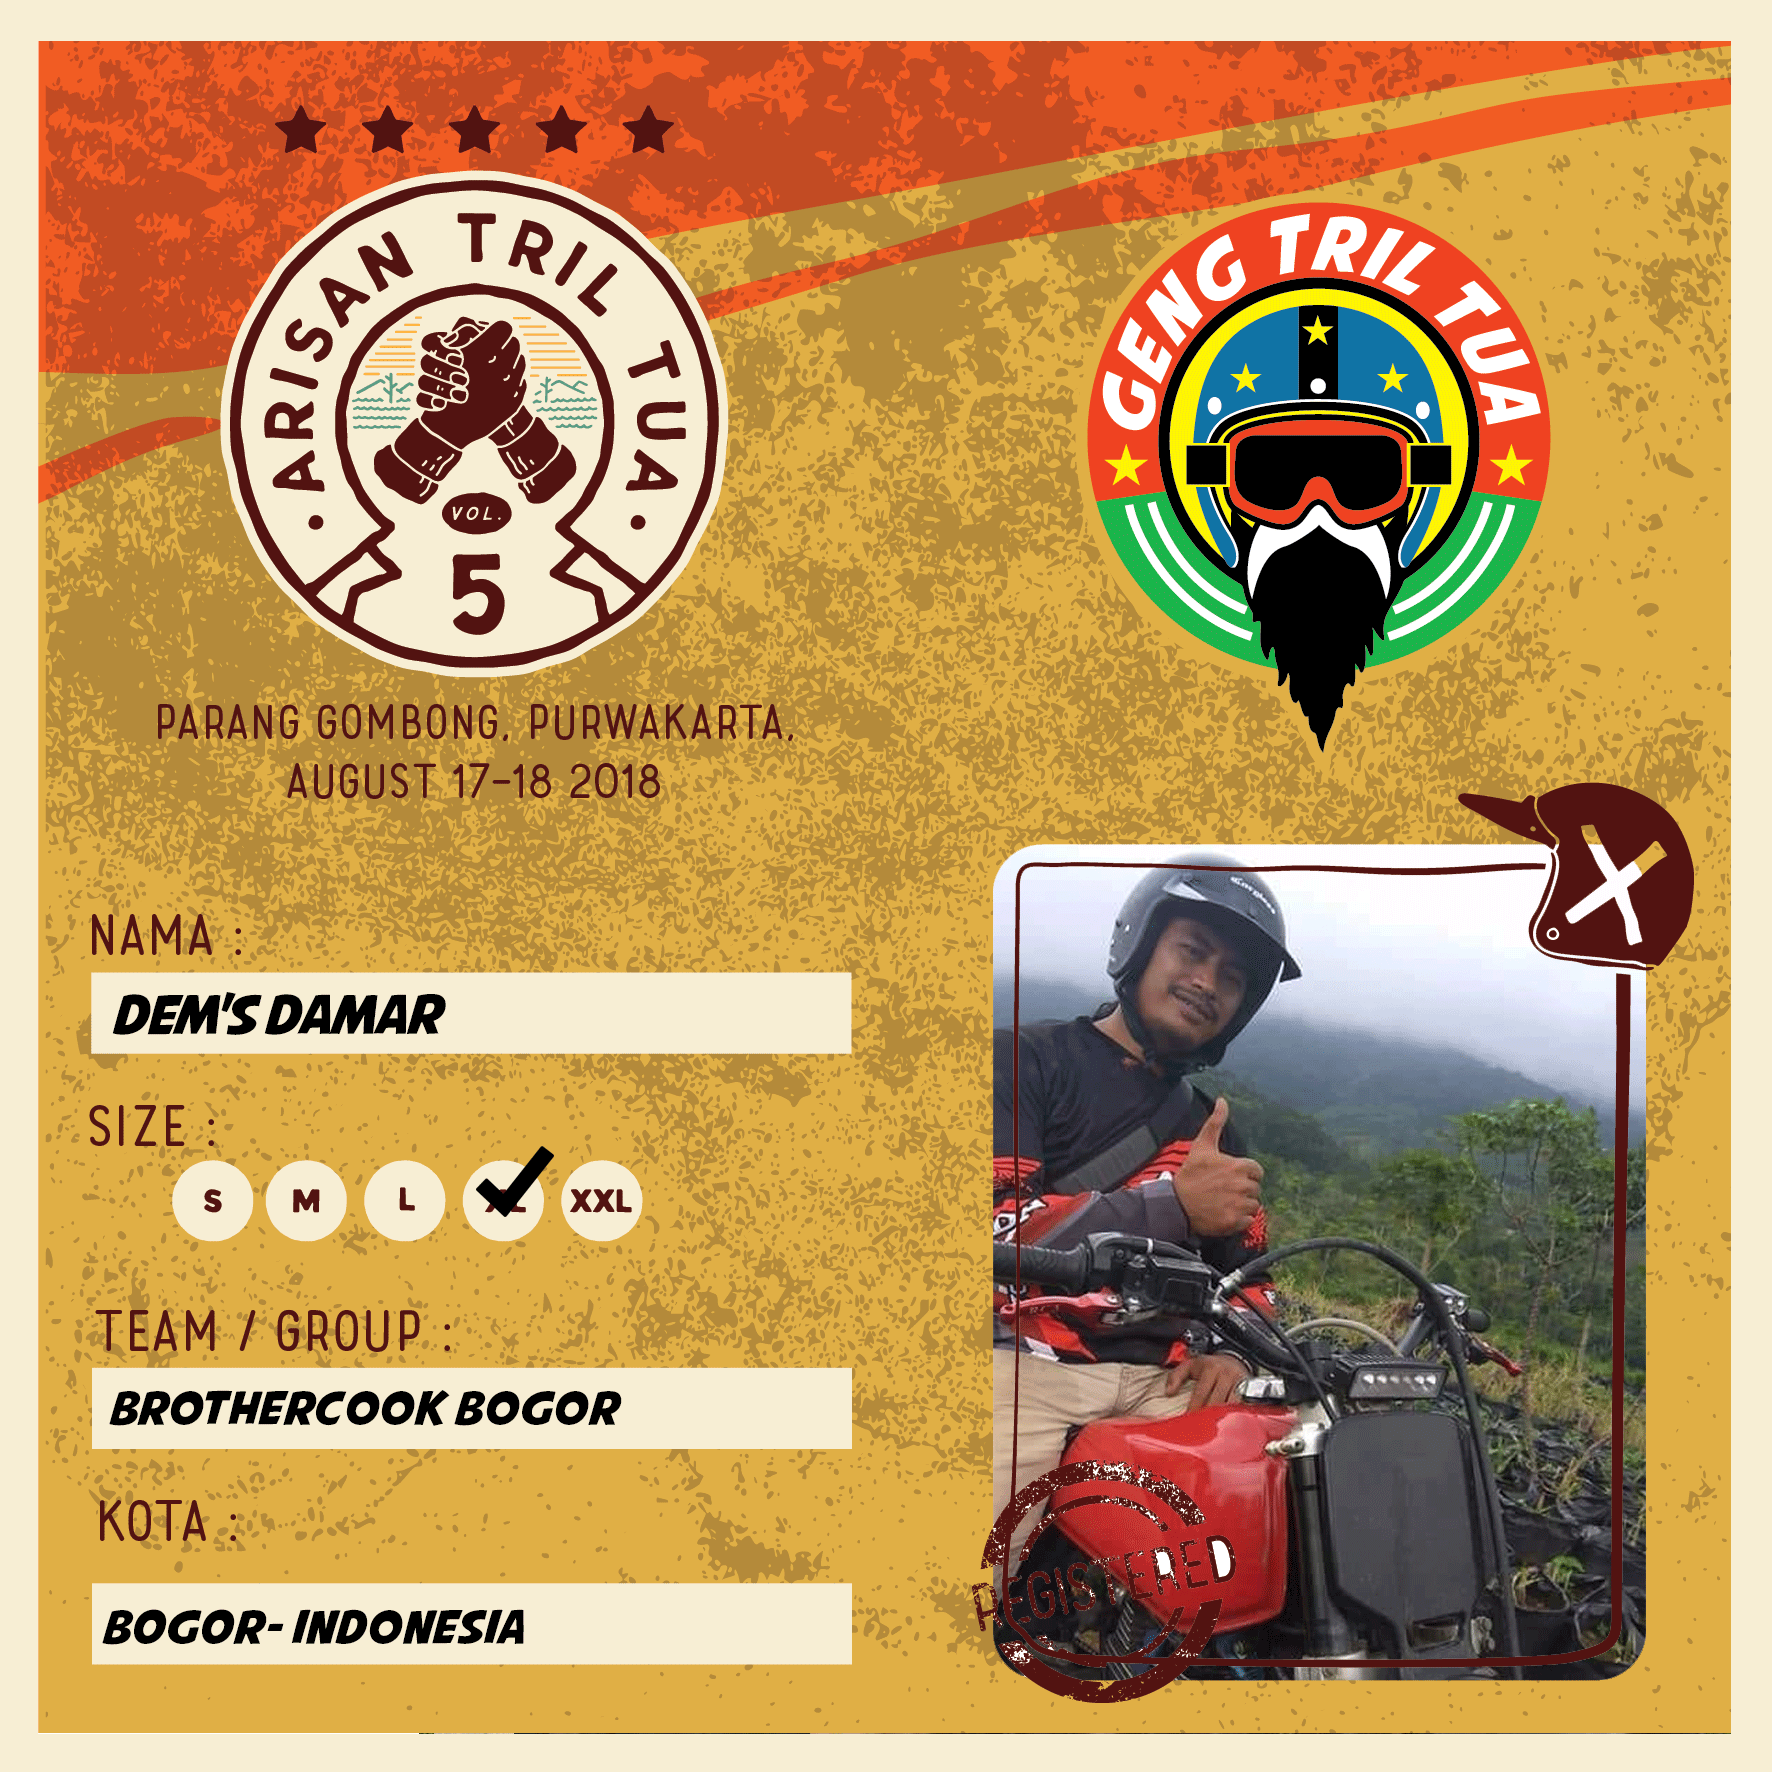 ARISAN TRIL TUA
VOL.
5
GENG TRIL TUA
PARANG GOMBONG, PURWAKARTA,
AUGUST 17-18 2018
NAMA :
DEM'S DAMAR
SIZE :
S M L XL XXL
TEAM / GROUP :
BROTHERCOOK BOGOR
KOTA :
BOGOR- INDONESIA
REGISTERED